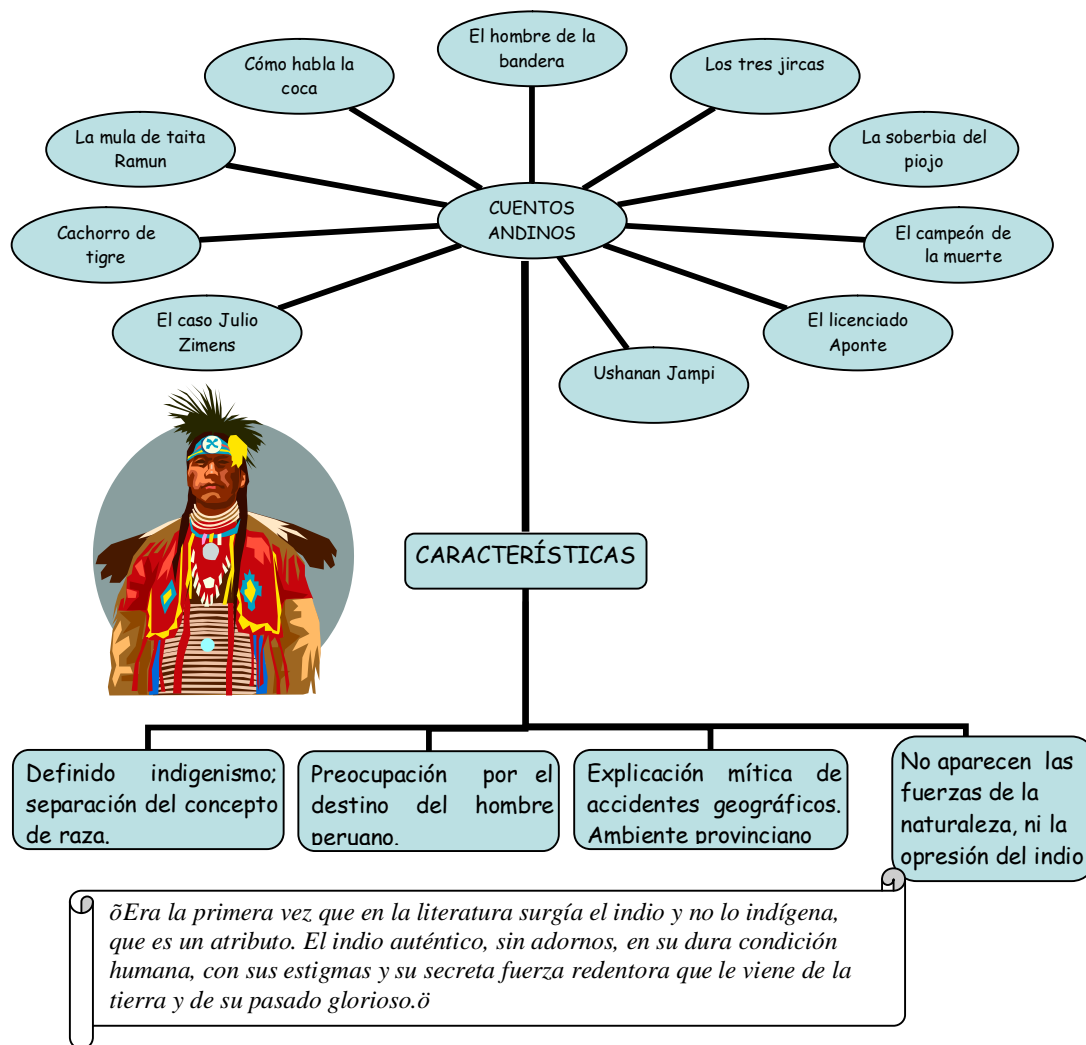 El hombre de la
bandera
Cómo habla la
coca
Los tres jircas
La mula de taita
Ramun
La soberbia del
piojo
CUENTOS
ANDINOS
Cachorro de
tigre
El campeón de
la muerte
El caso Julio
Zimens
El licenciado
Aponte
Ushanan Jampi
CARACTERÍSTICAS
Definido indigenismo;
separación del concepto
de raza.
Preocupación por el
destino del hombre
peruano.
Explicación mítica de
accidentes geográficos.
Ambiente provinciano
No aparecen las
fuerzas de la
naturaleza, ni la
opresión del indio
õEra la primera vez que en la literatura surgía el indio y no lo indígena,
que es un atributo. El indio auténtico, sin adornos, en su dura condición
humana, con sus estigmas y su secreta fuerza redentora que le viene de la
tierra y de su pasado glorioso.ö